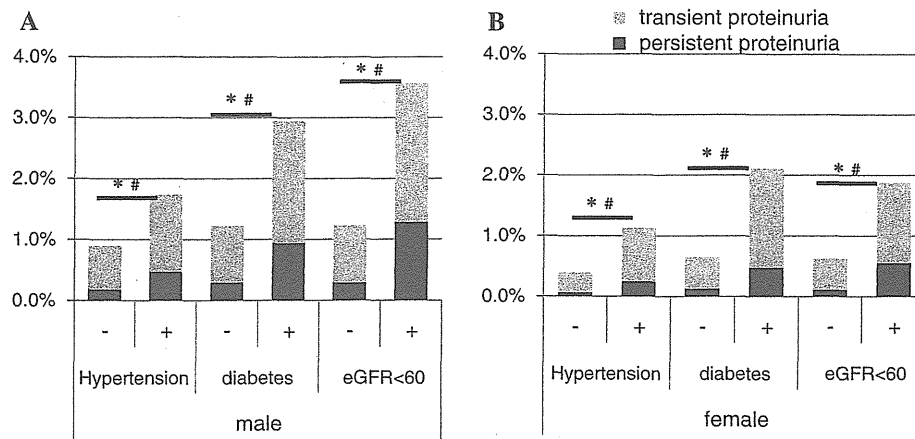 A
4.0%
3.0%
2.0%
1.0%
0.0%
* #
* #
* #
- + - + - +
Hypertension diabetes eGFR<60
male
B
transient proteinuria
persistent proteinuria
4.0%
3.0%
2.0%
1.0%
0.0%
* #
* #
* #
- + - + - +
Hypertension diabetes eGFR<60
female